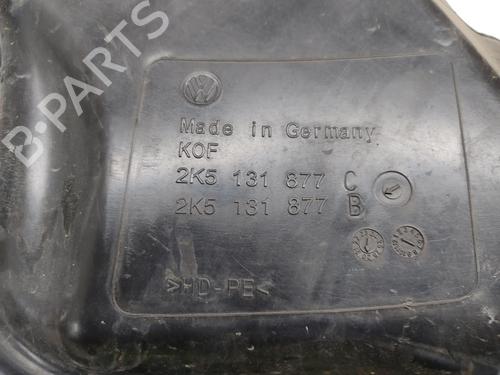 B-PARTS
Made in Germany
KOF
2K5 131 877 C
2K5 131 877 B
>HD-PE<